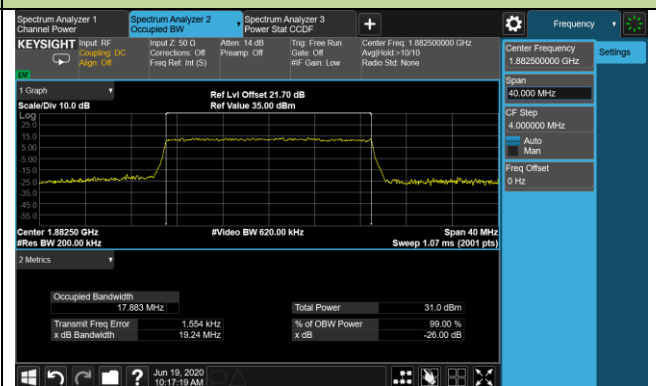 Spectrum Analyzer 1
Channel Power
Spectrum Analyzer 2
Occupied BW
Spectrum Analyzer 3
Power Stat CCDF
+
Frequency
KEYSIGHT
Input: RF
Coupling: DC
Align: Off
Input Z: 50 Ω
Corrections: Off
Freq Ref: Int (S)
Atten: 14 dB
Preamp: Off
Trig: Free Run
Gate: Off
#IF Gain: Low
Center Freq: 1.882500000 GHz
Avg|Hold:>10/10
Radio Std: None
Center Frequency
1.882500000 GHz
Settings
Span
40.000 MHz
CF Step
4.000000 MHz
Auto
Man
Freq Offset
0 Hz
1 Graph
Scale/Div 10.0 dB
Ref Lvl Offset 21.70 dB
Ref Value 35.00 dBm
Log
25.0
15.0
5.00
-5.00
-15.0
-25.0
-35.0
-45.0
-55.0
Center 1.88250 GHz
#Res BW 200.00 kHz
#Video BW 620.00 kHz
Span 40 MHz
Sweep 1.07 ms (2001 pts)
2 Metrics
Occupied Bandwidth
17.883 MHz
Total Power 31.0 dBm
Transmit Freq Error 1.554 kHz
% of OBW Power 99.00 %
x dB Bandwidth 19.24 MHz
x dB -26.00 dB
?
Jun 19, 2020
10:17:19 AM